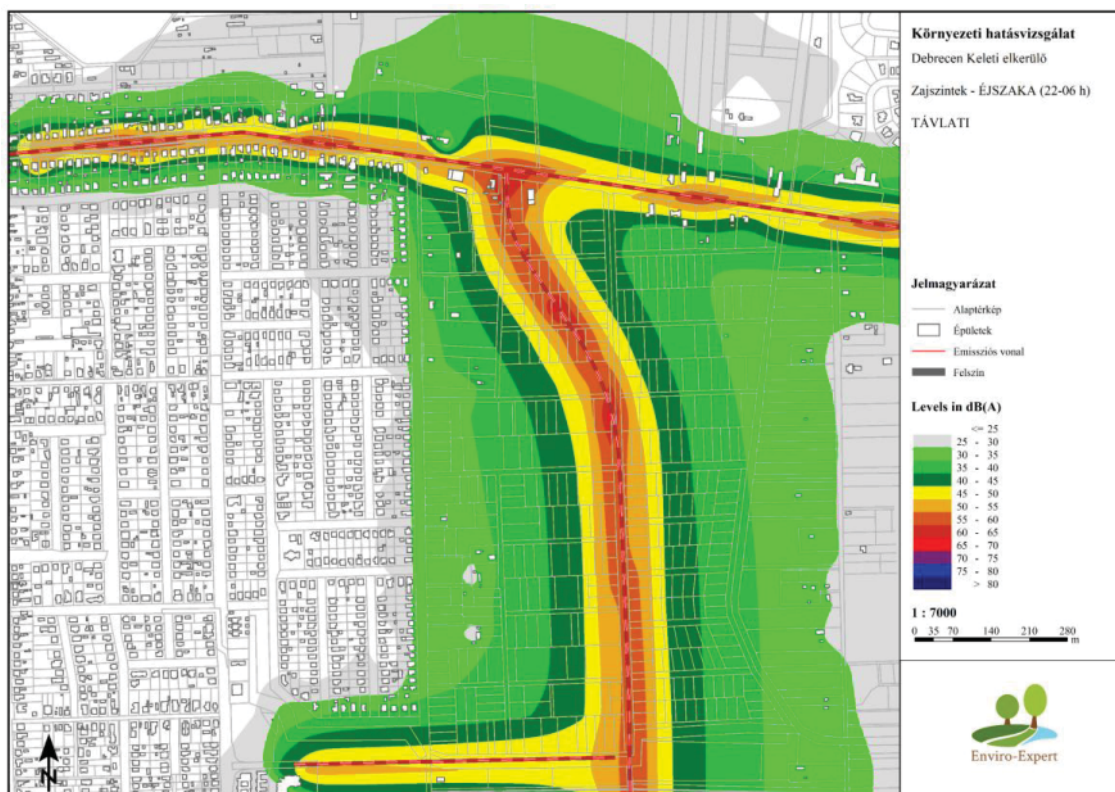 Környezeti hatásvizsgálat
Debrecen Keleti elkerülő
Zajszintek - ÉJSZAKA (22-06 h)
TÁVLATI
Jelmagyarázat
Alaptérkép
Épületek
Emissziós vonal
Felszín
Levels in dB(A)
<= 25
25 - 30
30 - 35
35 - 40
40 - 45
45 - 50
50 - 55
55 - 60
60 - 65
65 - 70
70 - 75
75 - 80
> 80
1 : 7000
0 35 70 140 210 280
m
Enviro-Expert
N